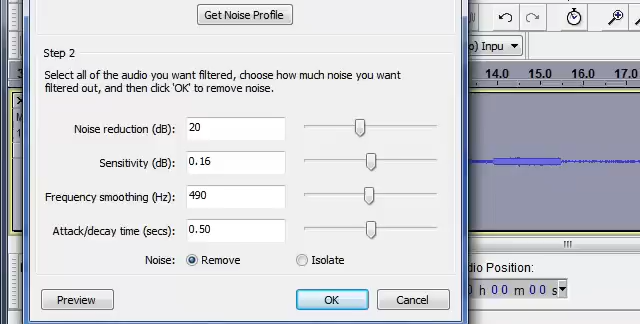 Get Noise Profile
Step 2
Select all of the audio you want filtered, choose how much noise you want
filtered out, and then click 'OK' to remove noise.
Noise reduction (dB): 20
Sensitivity (dB): 0.16
Frequency smoothing (Hz): 490
Attack/decay time (secs): 0.50
Noise: Remove Isolate
Preview OK Cancel
) Inpu
14.0 15.0 16.0 17.0
dio Position:
h 00 m 00 s